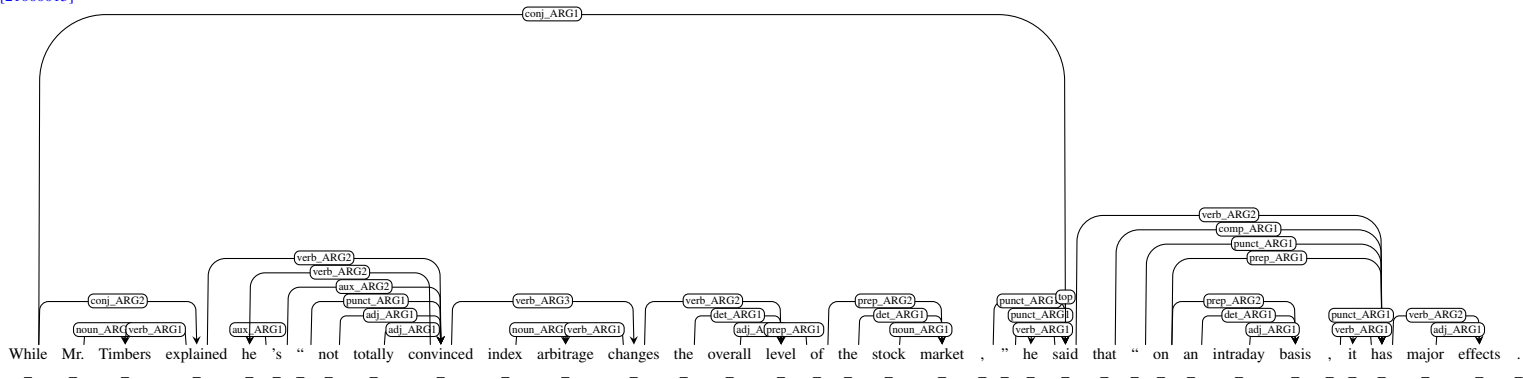 conj_ARG1
verb_ARG2
verb_ARG2 comp_ARG1
verb_ARG2 punct_ARG1
aux_ARG2 prep_ARG1
conj_ARG2 punct_ARG1 verb_ARG3 verb_ARG2 prep_ARG2 punct_ARG1 top prep_ARG2
adj_ARG1 det_ARG1 det_ARG1 punct_ARG1 det_ARG1 punct_ARG1 verb_ARG2
verb_ARG1 aux_ARG1 adj_ARG1 verb_ARG1 prep_ARG1 noun_ARG1 verb_ARG1 adj_ARG1 verb_ARG1 adj_ARG1
While Mr. Timbers explained he 's “ not totally convinced index arbitrage changes the overall level of the stock market , ” he said that “ on an intraday basis , it has major effects .